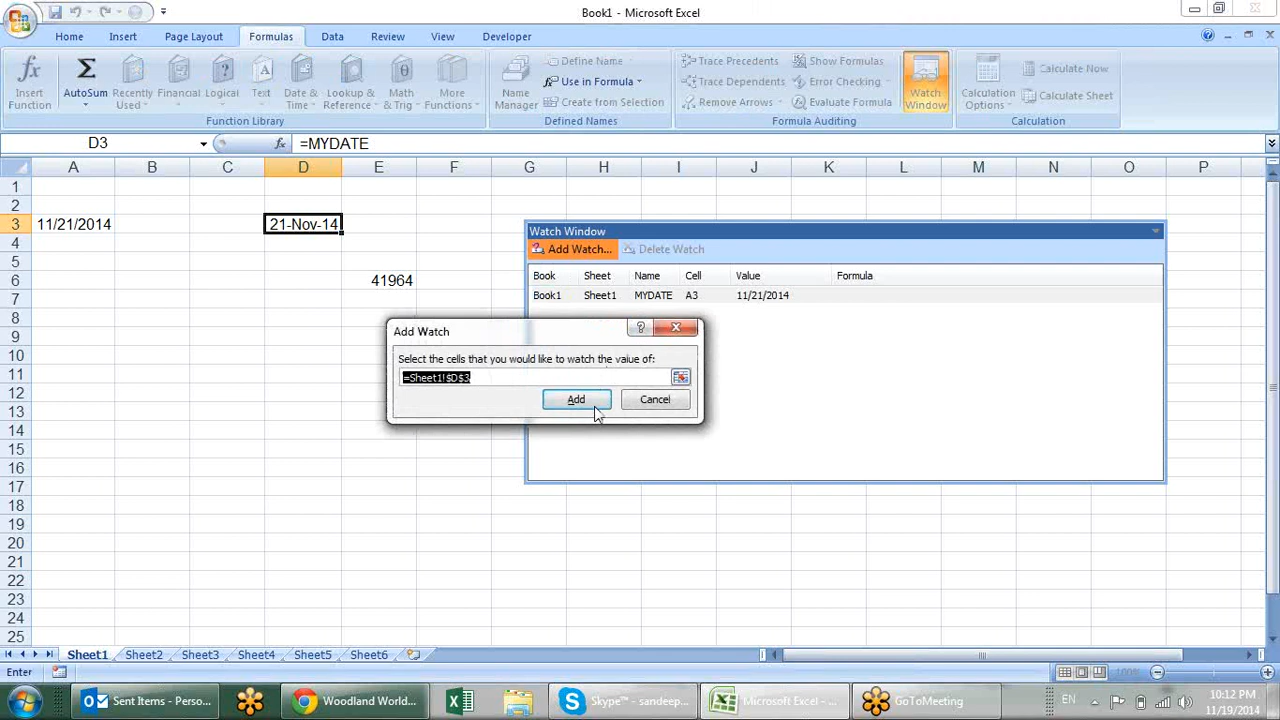 Book1 - Microsoft Excel
Home Insert Page Layout Formulas Data Review View Developer
Insert Function
AutoSum
Recently Used
Financial
Logical
Text
Date & Time
Lookup & Reference
Math & Trig
More Functions
Function Library
Name Manager
Define Name
Use in Formula
Create from Selection
Defined Names
Trace Precedents
Trace Dependents
Remove Arrows
Show Formulas
Error Checking
Evaluate Formula
Formula Auditing
Watch Window
Calculation Options
Calculate Now
Calculate Sheet
Calculation
D3 fx =MYDATE
A B C D E F G H I J K L M N O P
1
2
3 11/21/2014 21-Nov-14
4
5
6 41964
7
8
9
10
11
12
13
14
15
16
17
18
19
20
21
22
23
24
25
Watch Window
Add Watch... Delete Watch
Book Sheet Name Cell Value Formula
Book1 Sheet1 MYDATE A3 11/21/2014
Add Watch
Select the cells that you would like to watch the value of:
=Sheet1!$D$3
Add Cancel
Sheet1 Sheet2 Sheet3 Sheet4 Sheet5 Sheet6
Enter 100%
Sent Items - Perso...
Woodland World...
Skype™ - sandeep...
Microsoft Excel - ...
GoToMeeting
EN
10:12 PM
11/19/2014